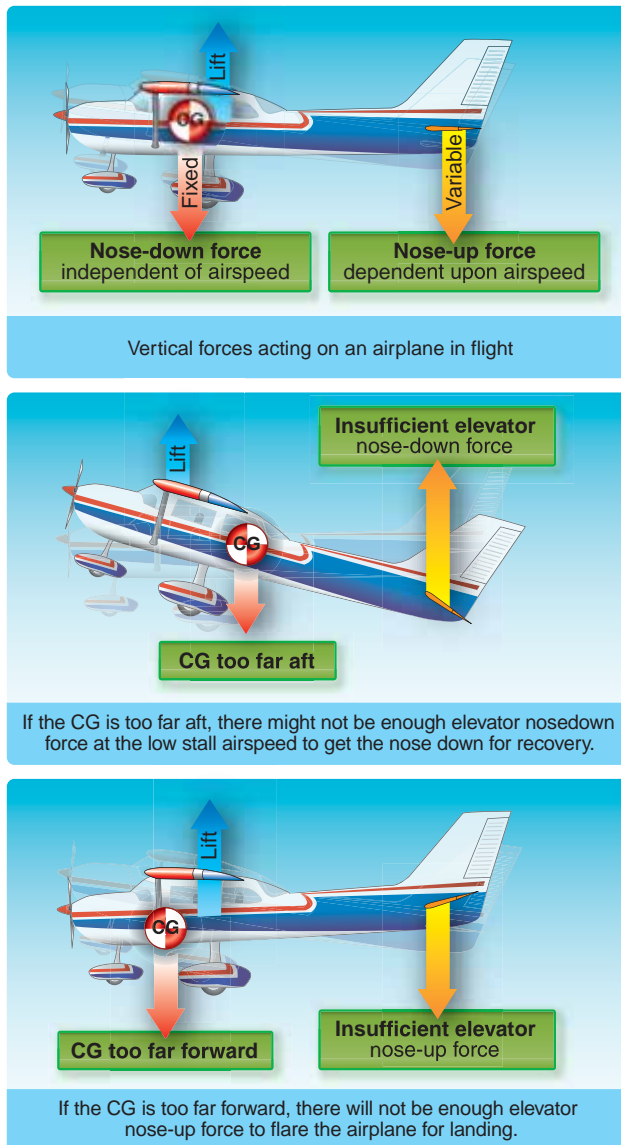 Lift
CG
Fixed
Variable
Nose-down force
independent of airspeed
Nose-up force
dependent upon airspeed
Vertical forces acting on an airplane in flight
Insufficient elevator
nose-down force
Lift
CG
CG too far aft
If the CG is too far aft, there might not be enough elevator nosedown
force at the low stall airspeed to get the nose down for recovery.
Lift
CG
CG too far forward
Insufficient elevator
nose-up force
If the CG is too far forward, there will not be enough elevator
nose-up force to flare the airplane for landing.